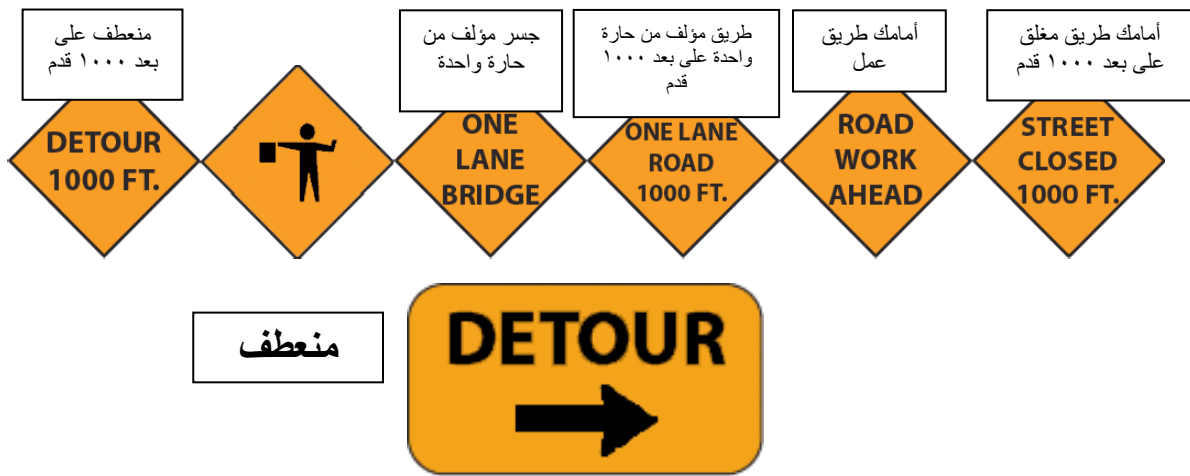 منعطف على
بعد ١٠٠٠ قدم
DETOUR
1000 FT.
جسر مؤلف من
حارة واحدة
ONE
LANE
BRIDGE
طريق مؤلف من حارة
واحدة على بعد ١٠٠٠
قدم
ONE LANE
ROAD
1000 FT.
أمامك طريق
عمل
ROAD
WORK
AHEAD
أمامك طريق مغلق
على بعد ١٠٠٠ قدم
STREET
CLOSED
1000 FT.
منعطف
DETOUR